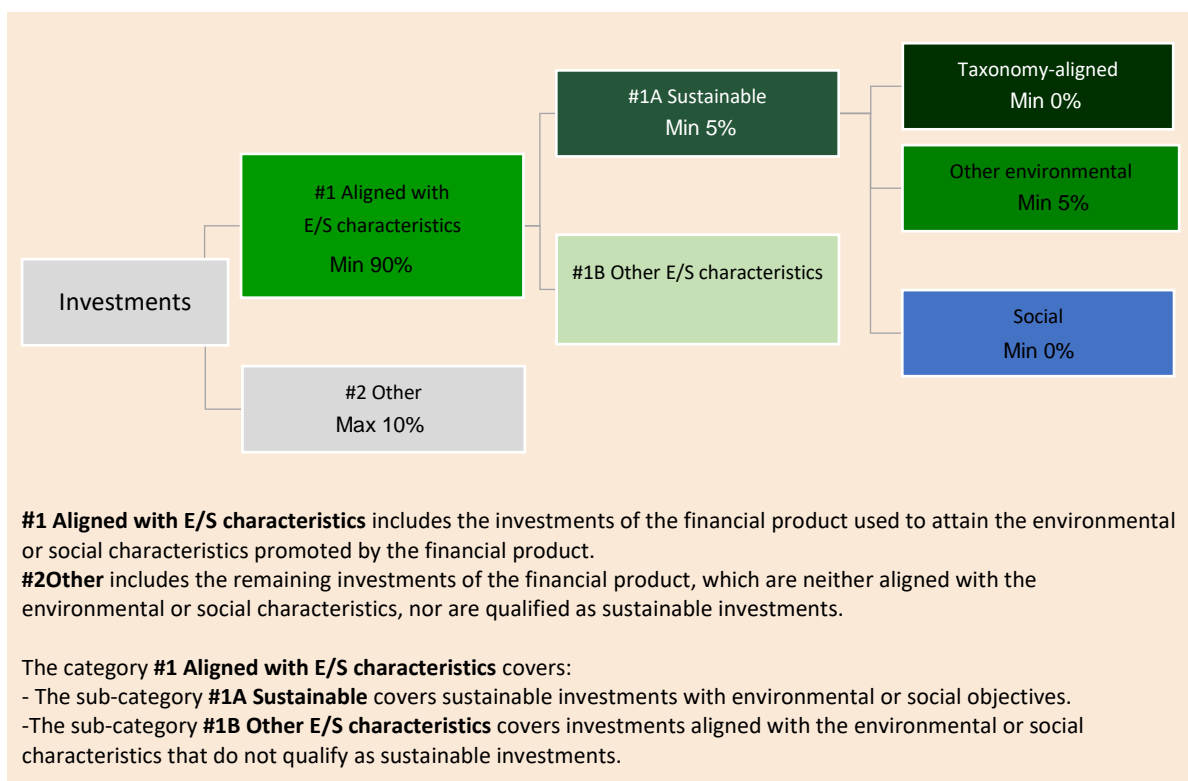 Investments
#1 Aligned with
E/S characteristics
Min 90%
#2 Other
Max 10%
#1A Sustainable
Min 5%
#1B Other E/S characteristics
Taxonomy-aligned
Min 0%
Other environmental
Min 5%
Social
Min 0%
#1 Aligned with E/S characteristics includes the investments of the financial product used to attain the environmental
or social characteristics promoted by the financial product.
#2Other includes the remaining investments of the financial product, which are neither aligned with the
environmental or social characteristics, nor are qualified as sustainable investments.
The category #1 Aligned with E/S characteristics covers:
- The sub-category #1A Sustainable covers sustainable investments with environmental or social objectives.
-The sub-category #1B Other E/S characteristics covers investments aligned with the environmental or social
characteristics that do not qualify as sustainable investments.